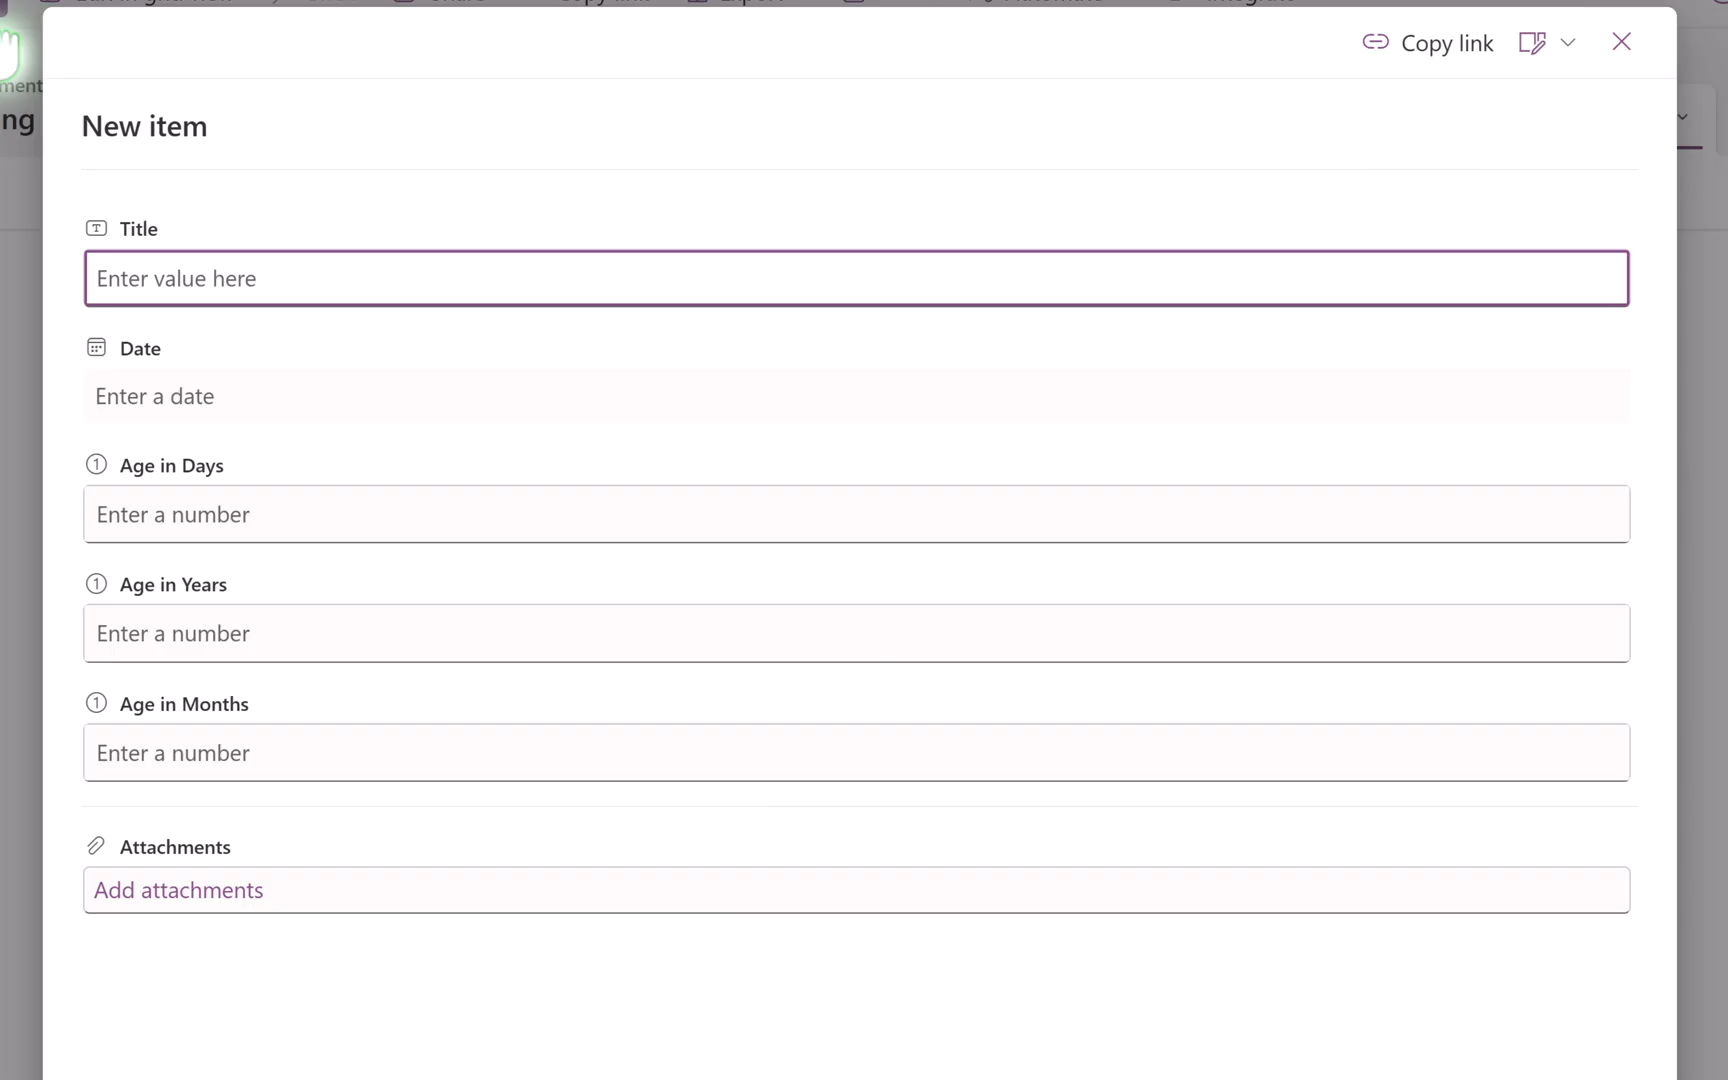 Copy link
ment
ng
New item
Title
Enter value here
Date
Enter a date
Age in Days
Enter a number
Age in Years
Enter a number
Age in Months
Enter a number
Attachments
Add attachments